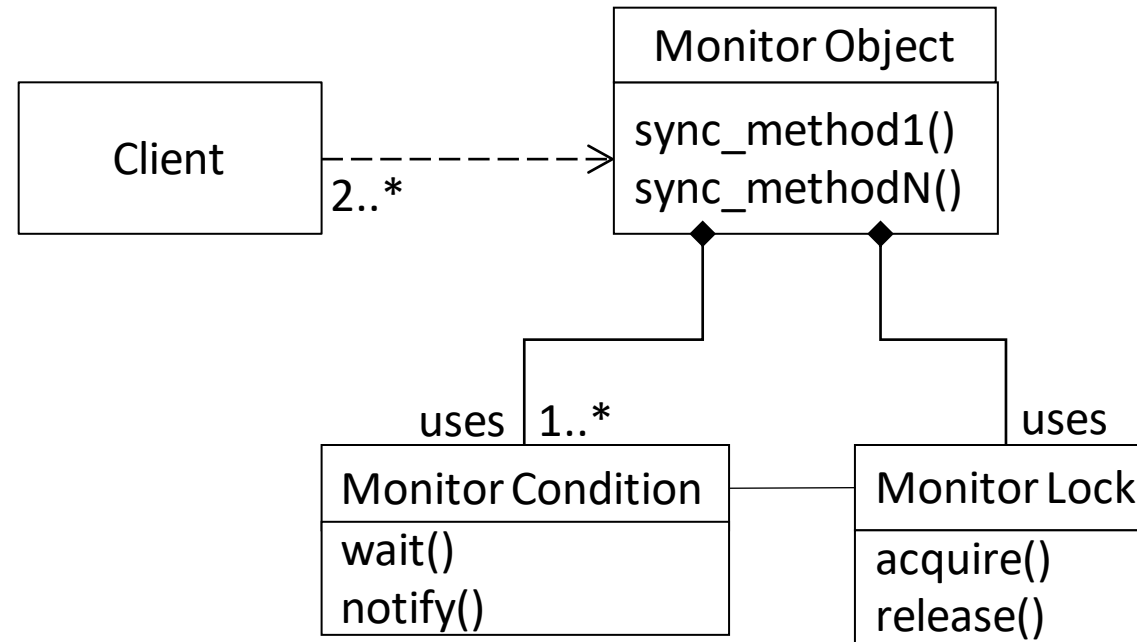 Monitor Object
sync_method1()
sync_methodN()
Client
2..*
uses
1..*
uses
Monitor Condition
wait()
notify()
Monitor Lock
acquire()
release()